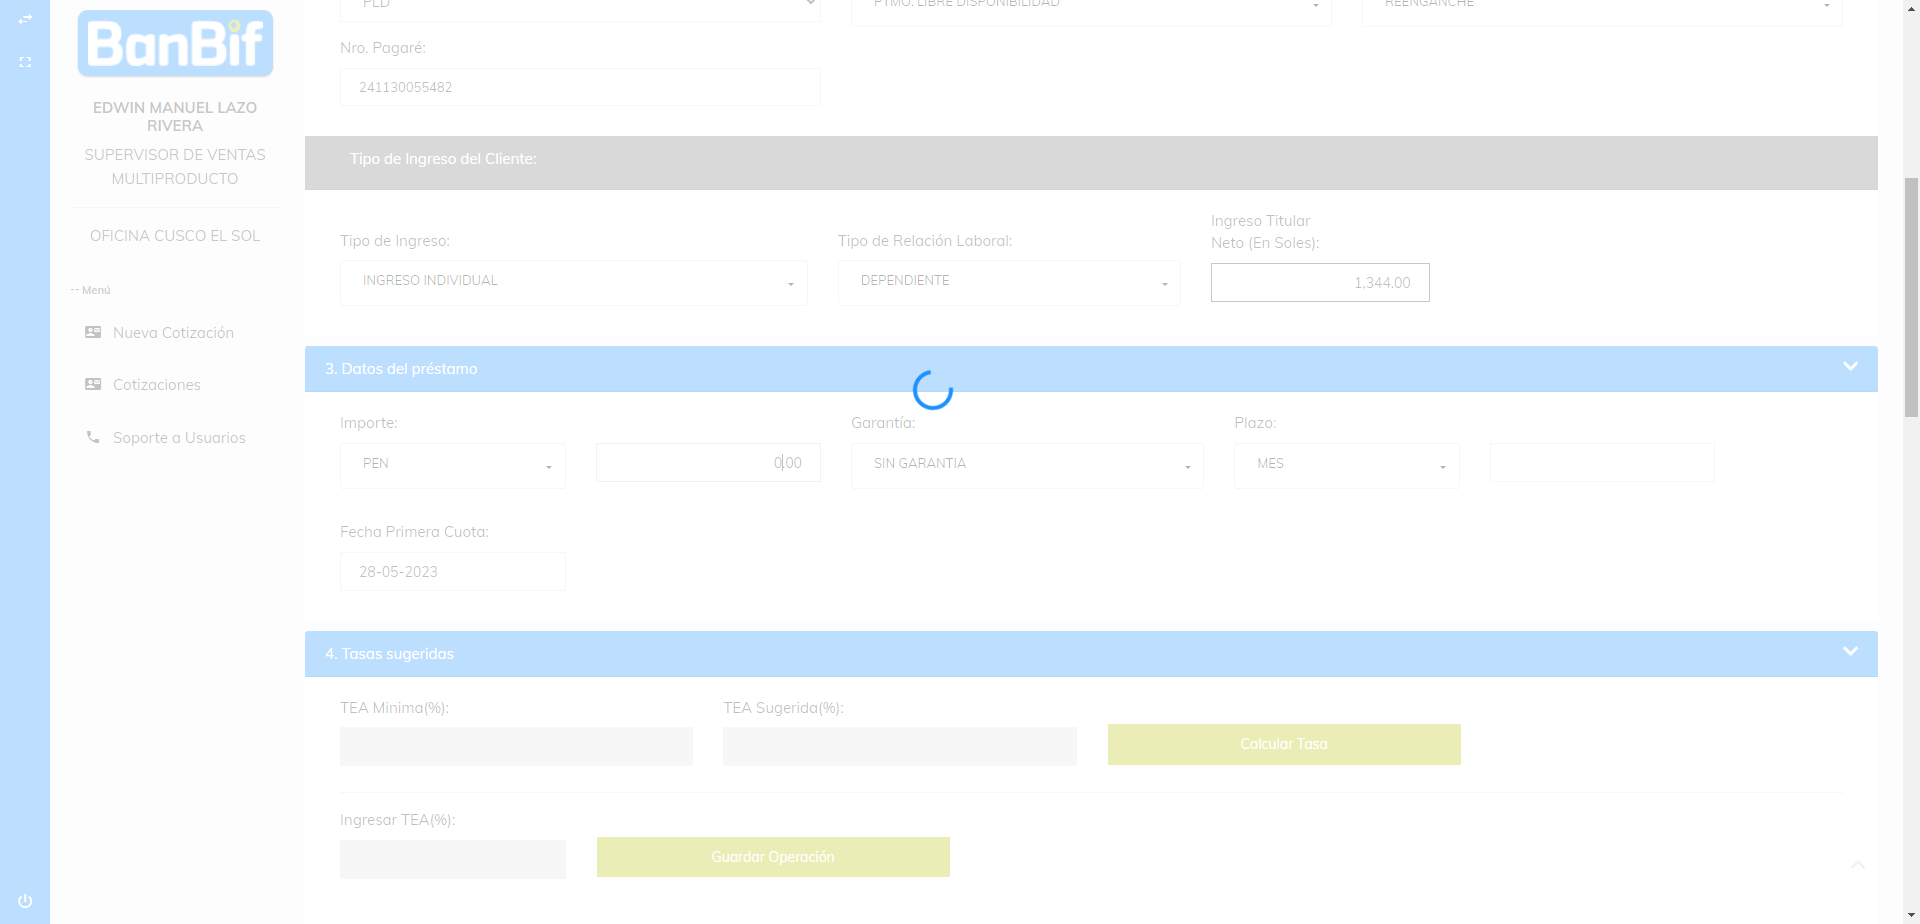 BanBif
EDWIN MANUEL LAZO
RIVERA
SUPERVISOR DE VENTAS
MULTIPRODUCTO
OFICINA CUSCO EL SOL
-- Menú
Nueva Cotización
Cotizaciones
Soporte a Usuarios
PLD
PTMO. LIBRE DISPONIBILIDAD
REENGANCHE
Nro. Pagaré:
241130055482
Tipo de Ingreso del Cliente:
Tipo de Ingreso:
INGRESO INDIVIDUAL
Tipo de Relación Laboral:
DEPENDIENTE
Ingreso Titular
Neto (En Soles):
1,344.00
3. Datos del préstamo
Importe:
PEN
0.00
Garantía:
SIN GARANTIA
Plazo:
MES
Fecha Primera Cuota:
28-05-2023
4. Tasas sugeridas
TEA Minima(%):
TEA Sugerida(%):
Calcular Tasa
Ingresar TEA(%):
Guardar Operación